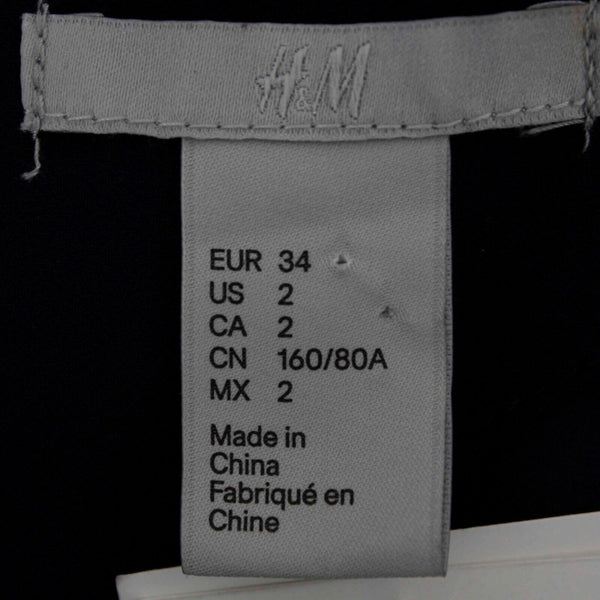 H&M
EUR 34
US 2
CA 2
CN 160/80A
MX 2
Made in
China
Fabriqué en
Chine